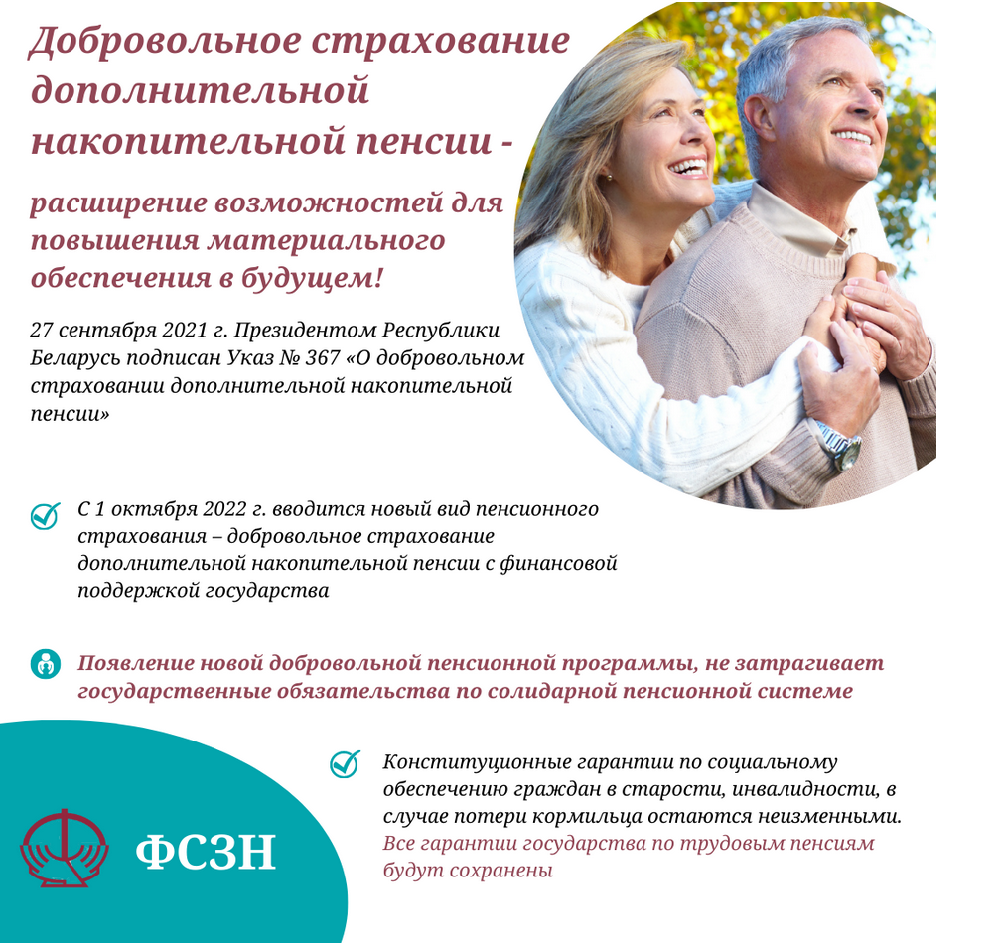 Добровольное страхование
дополнительной
накопительной пенсии -
расширение возможностей для
повышения материального
обеспечения в будущем!
27 сентября 2021 г. Президентом Республики
Беларусь подписан Указ № 367 «О добровольном
страховании дополнительной накопительной
пенсии»
С 1 октября 2022 г. вводится новый вид пенсионного
страхования – добровольное страхование
дополнительной накопительной пенсии с финансовой
поддержкой государства
Появление новой добровольной пенсионной программы, не затрагивает
государственные обязательства по солидарной пенсионной системе
Конституционные гарантии по социальному
обеспечению граждан в старости, инвалидности, в
случае потери кормильца остаются неизменными.
Все гарантии государства по трудовым пенсиям
будут сохранены
ФСЗН